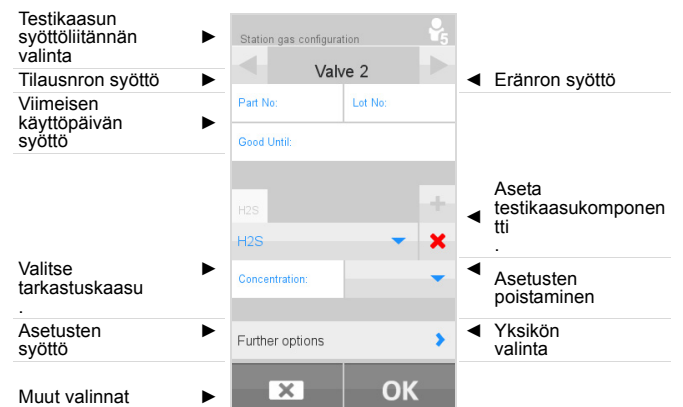 Testikaasun
syöttöliitännän
valinta
Tilausnron syöttö
Viimeisen
käyttöpäivän
syöttö
Valitse
tarkastuskaasu
.
Asetusten
syöttö
Muut valinnat
Station gas configuration
5
Valve 2
Part No:
Lot No:
Good Until:
H2S
+
H2S
Concentration:
Further options
OK
Eränron syöttö
Aseta
testikaasukomponen
tti
.
Asetusten
poistaminen
Yksikön
valinta